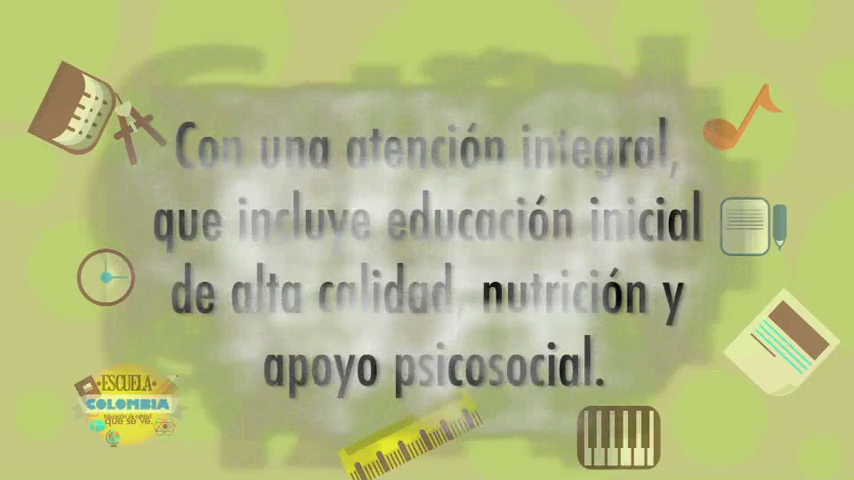 Con una atención integral,
que incluye educación inicial
de alta calidad, nutrición y
apoyo psicosocial.
ESCUELA
COLOMBIA
que se ve.